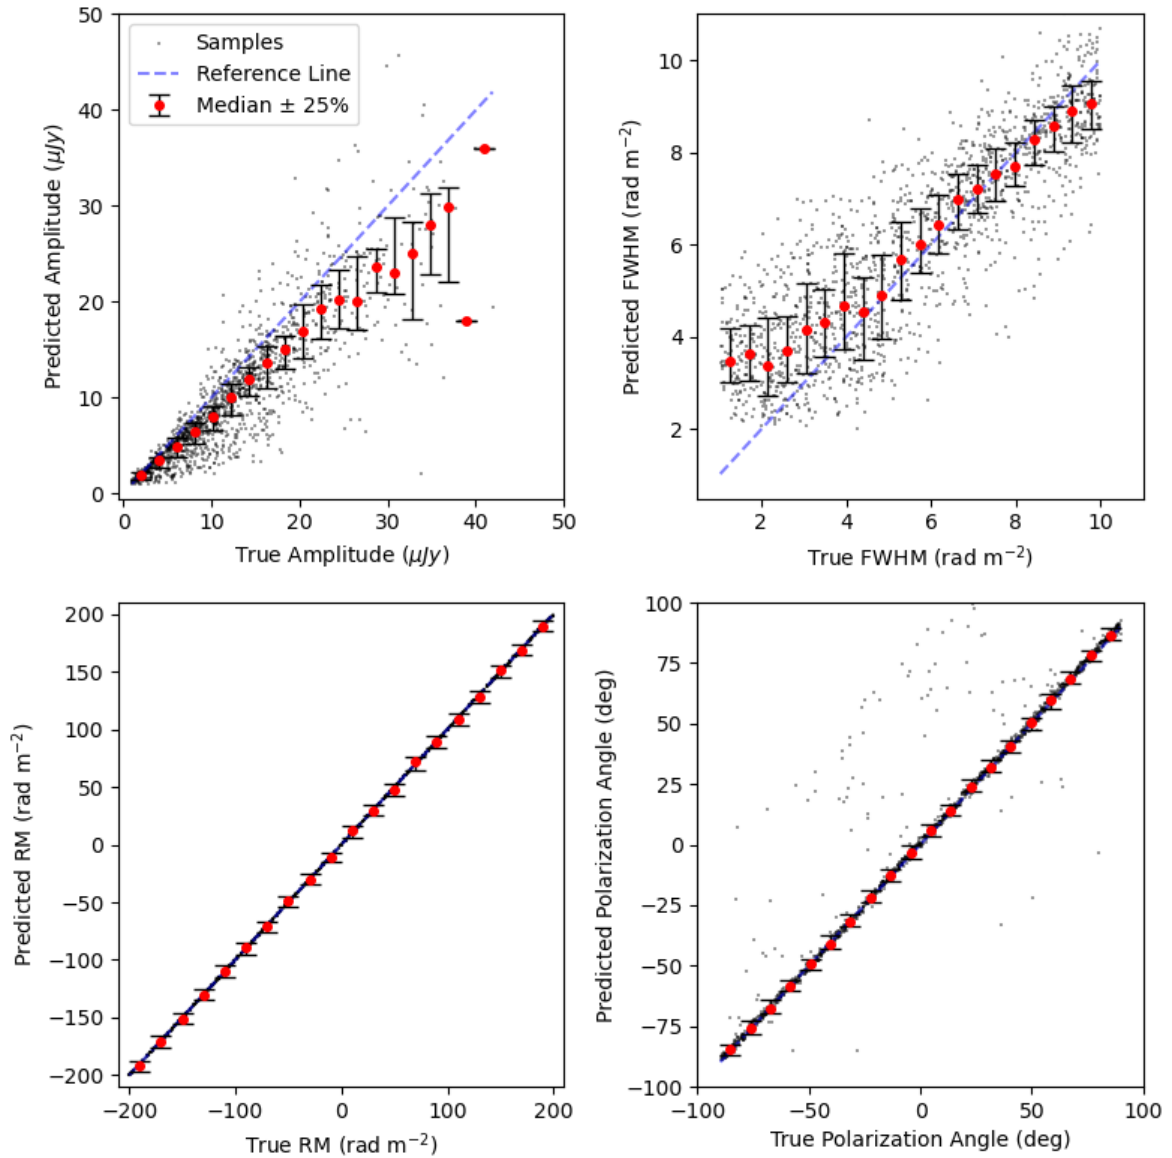 50
40
30
20
10
0
Predicted Amplitude (μJy)
Samples
Reference Line
Median ± 25%
0 10 20 30 40 50
True Amplitude (μJy)
10
8
6
4
2
Predicted FWHM (rad m⁻²)
2 4 6 8 10
True FWHM (rad m⁻²)
200
150
100
50
0
−50
−100
−150
−200
Predicted RM (rad m⁻²)
−200 −100 0 100 200
True RM (rad m⁻²)
100
75
50
25
0
−25
−50
−75
−100
Predicted Polarization Angle (deg)
−100 −50 0 50 100
True Polarization Angle (deg)